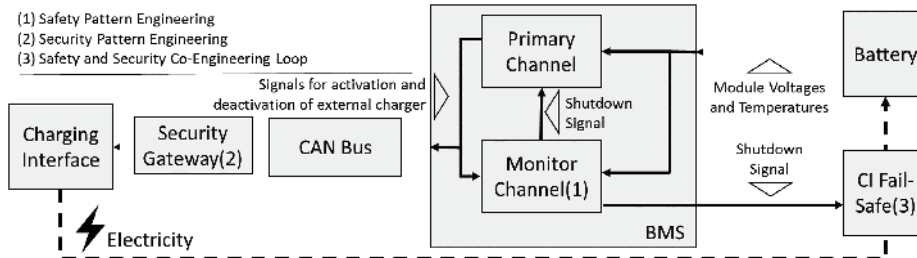 (1) Safety Pattern Engineering
(2) Security Pattern Engineering
(3) Safety and Security Co-Engineering Loop
Signals for activation and
deactivation of external charger
Primary
Channel
Battery
Module Voltages
and Temperatures
Shutdown
Signal
Charging
Interface
Security
Gateway(2)
CAN Bus
Monitor
Channel(1)
Shutdown
Signal
CI Fail-
Safe(3)
BMS
Electricity